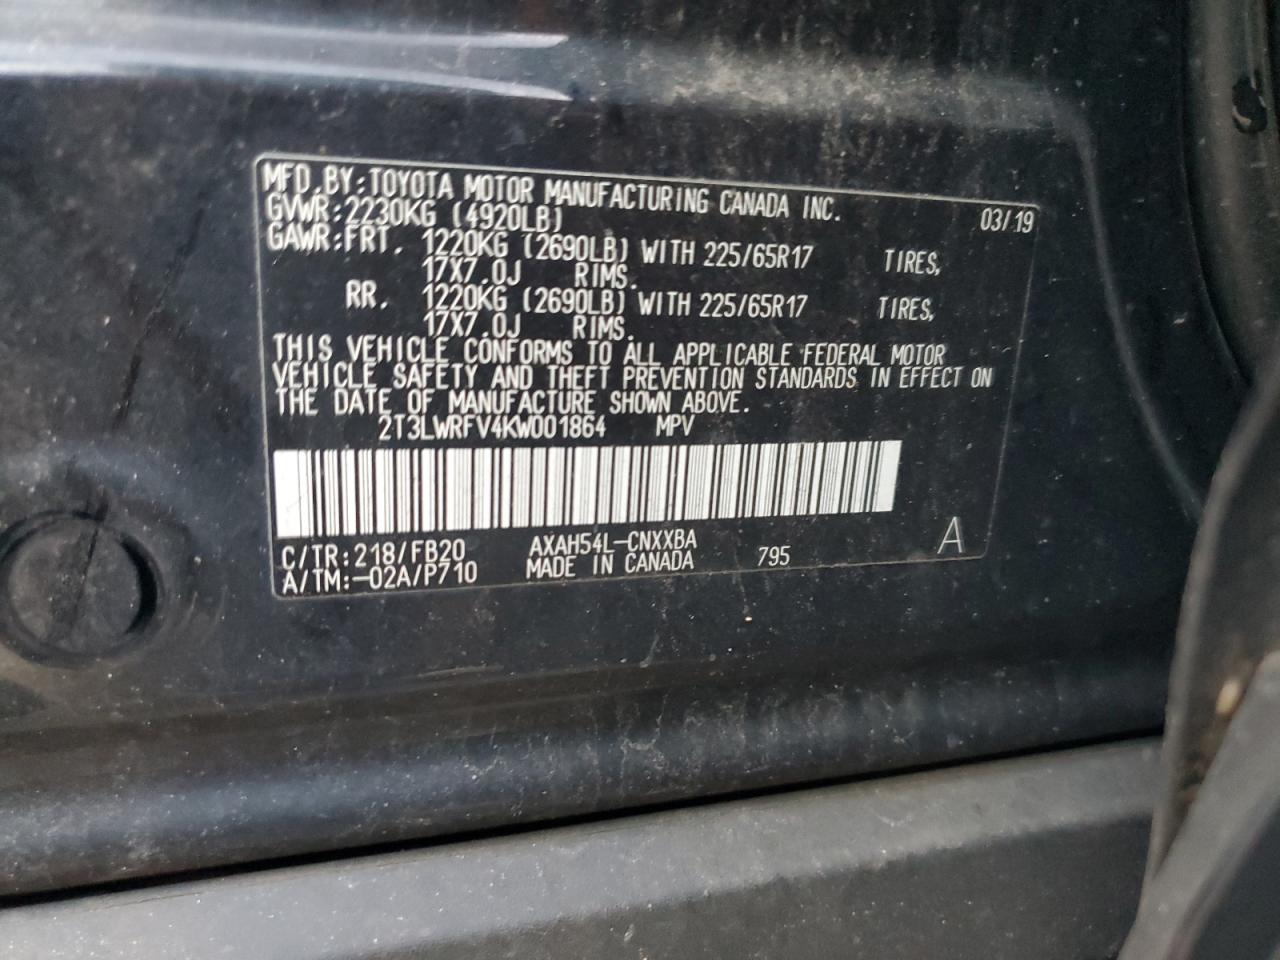 MFD.BY:TOYOTA MOTOR MANUFACTURING CANADA INC.
GVWR:2230KG (4920LB) 03/19
GAWR:FRT. 1220KG (2690LB) WITH 225/65R17 TIRES,
17X7.0J RIMS.
RR. 1220KG (2690LB) WITH 225/65R17 TIRES,
17X7.0J RIMS.
THIS VEHICLE CONFORMS TO ALL APPLICABLE FEDERAL MOTOR
VEHICLE SAFETY AND THEFT PREVENTION STANDARDS IN EFFECT ON
THE DATE OF MANUFACTURE SHOWN ABOVE.
2T3LWRFV4KW001864 MPV
C/TR:218/FB20 AXAH54L-CNXXBA
A/TM:-02A/P710 MADE IN CANADA 795 A